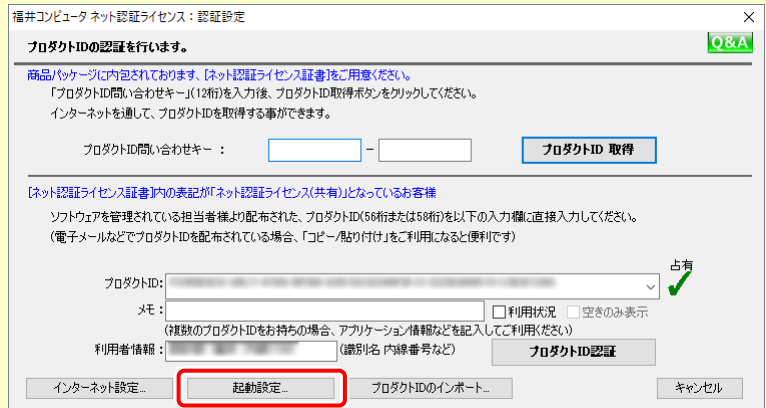 福井コンピュータ ネット認証ライセンス：認証設定
プロダクトIDの認証を行います。
Q&A
商品パッケージに内包されております、[ネット認証ライセンス証書]をご用意ください。
「プロダクトID問い合わせキー」(12桁)を入力後、プロダクトID取得ボタンをクリックしてください。
インターネットを通して、プロダクトIDを取得する事ができます。
プロダクトID問い合わせキー ： － プロダクトID 取得
[ネット認証ライセンス証書]内の表記が「ネット認証ライセンス(共有)」となっているお客様
ソフトウェアを管理されている担当者様より配布された、プロダクトID(56桁または58桁)を以下の入力欄に直接入力してください。
(電子メールなどでプロダクトIDを配布されている場合、「コピー/貼り付け」をご利用になると便利です)
占有
プロダクトID:
メモ：
利用状況 空きのみ表示
(複数のプロダクトIDをお持ちの場合、アプリケーション情報などを記入してご利用ください)
利用者情報： (識別名 内線番号など) プロダクトID認証
インターネット設定... 起動設定... プロダクトIDのインポート... キャンセル